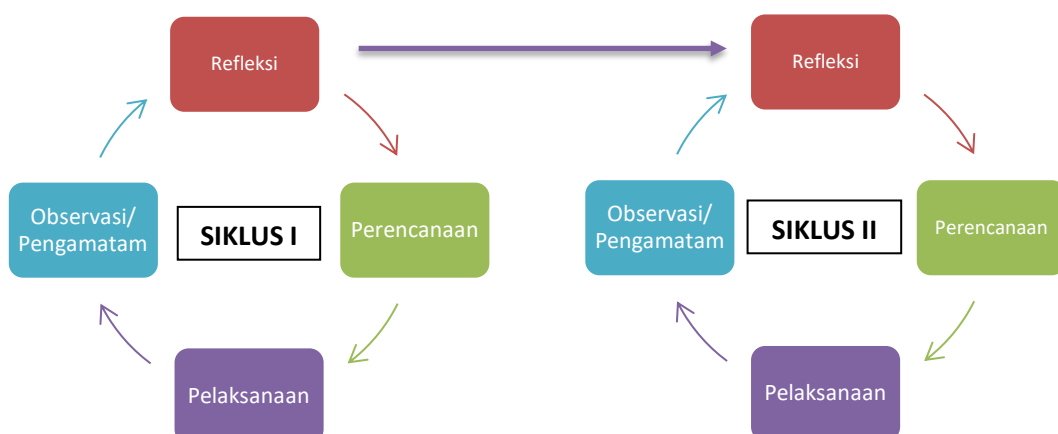 Refleksi
Observasi/
Pengamatam
SIKLUS I
Perencanaan
Pelaksanaan
Refleksi
Observasi/
Pengamatam
SIKLUS II
Perencanaan
Pelaksanaan